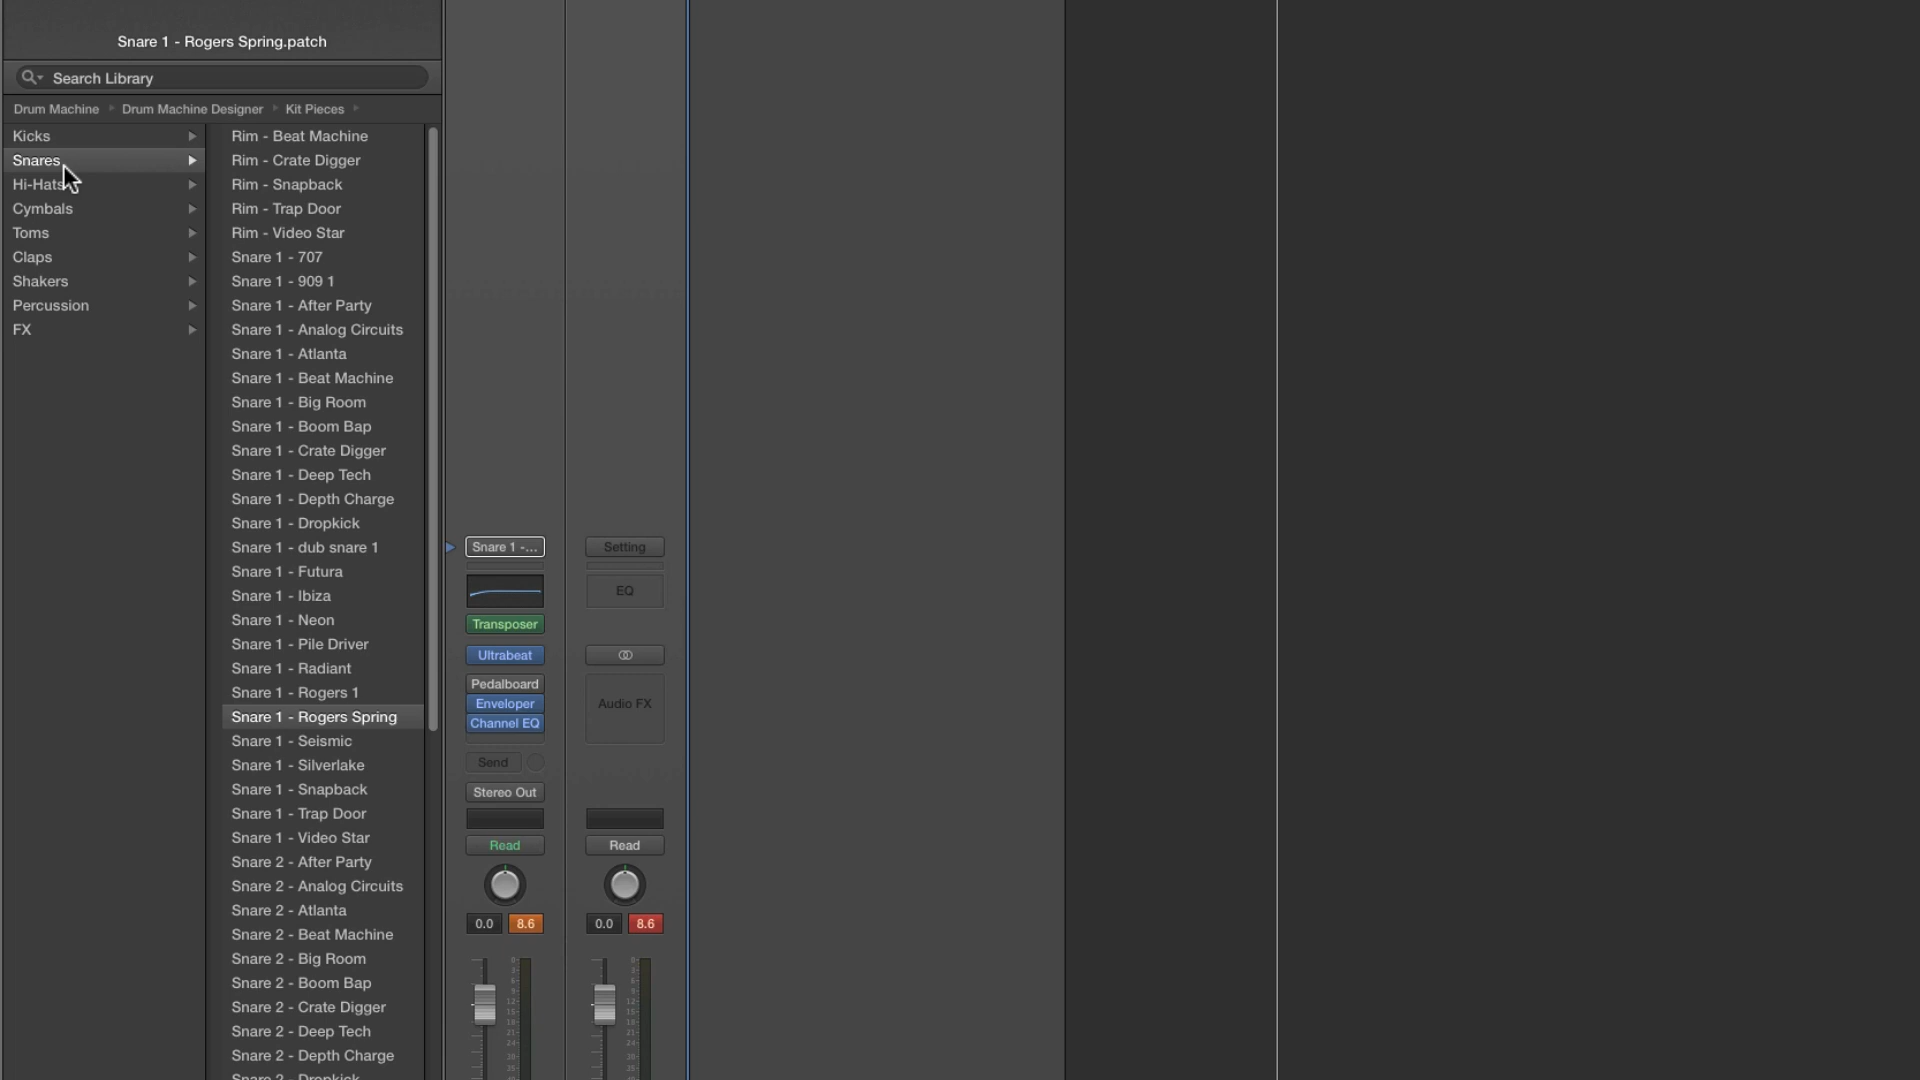 Snare 1 - Rogers Spring.patch
Search Library
Drum Machine
Drum Machine Designer
Kit Pieces
Kicks
Snares
Hi-Hats
Cymbals
Toms
Claps
Shakers
Percussion
FX
Rim - Beat Machine
Rim - Crate Digger
Rim - Snapback
Rim - Trap Door
Rim - Video Star
Snare 1 - 707
Snare 1 - 909 1
Snare 1 - After Party
Snare 1 - Analog Circuits
Snare 1 - Atlanta
Snare 1 - Beat Machine
Snare 1 - Big Room
Snare 1 - Boom Bap
Snare 1 - Crate Digger
Snare 1 - Deep Tech
Snare 1 - Depth Charge
Snare 1 - Dropkick
Snare 1 - dub snare 1
Snare 1 - Futura
Snare 1 - Ibiza
Snare 1 - Neon
Snare 1 - Pile Driver
Snare 1 - Radiant
Snare 1 - Rogers 1
Snare 1 - Rogers Spring
Snare 1 - Seismic
Snare 1 - Silverlake
Snare 1 - Snapback
Snare 1 - Trap Door
Snare 1 - Video Star
Snare 2 - After Party
Snare 2 - Analog Circuits
Snare 2 - Atlanta
Snare 2 - Beat Machine
Snare 2 - Big Room
Snare 2 - Boom Bap
Snare 2 - Crate Digger
Snare 2 - Deep Tech
Snare 2 - Depth Charge
Snare 2 - Dropkick
Snare 1 -...
Transposer
Ultrabeat
Pedalboard
Enveloper
Channel EQ
Send
Stereo Out
Read
0.0 8.6
Setting
EQ
Audio FX
Read
0.0 8.6